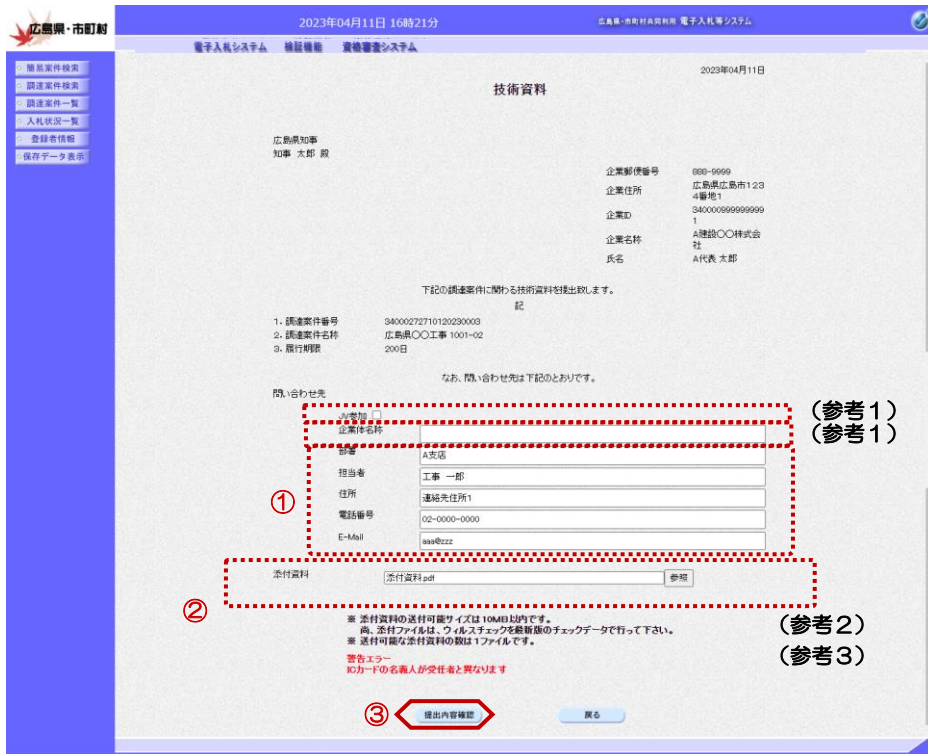 広島県・市町村
2023年04月11日 16時21分
広島県・市町村共同利用 電子入札等システム
電子入札システム 検証機能 資格審査システム
簡易案件検索
調達案件検索
調達案件一覧
入札状況一覧
登録者情報
保存データ表示
2023年04月11日
技術資料
広島県知事
知事 太郎 殿
企業郵便番号 888-9999
企業住所 広島県広島市123
4番地1
企業ID 340000999999999
1
企業名称 A建設〇〇株式会
社
氏名 A代表 太郎
下記の調達案件に関わる技術資料を提出致します。
記
1. 調達案件番号 34000272710120230003
2. 調達案件名称 広島県〇〇工事 1001-02
3. 履行期限 200日
なお、問い合わせ先は下記のとおりです。
問い合わせ先
JV参加 (参考1)
企業体名称 (参考1)
部署 A支店
担当者 工事 一郎
① 住所 連絡先住所1
電話番号 02-0000-0000
E-Mail aaa@zzz
添付資料 添付資料.pdf 参照
②
※ 添付資料の送付可能サイズは10MB以内です。
尚、添付ファイルは、ウィルスチェックを最新版のチェックデータで行って下さい。
※ 送付可能な添付資料の数は1ファイルです。
(参考2)
(参考3)
警告エラー
ICカードの名義人が受任者と異なります
③ 提出内容確認 戻る